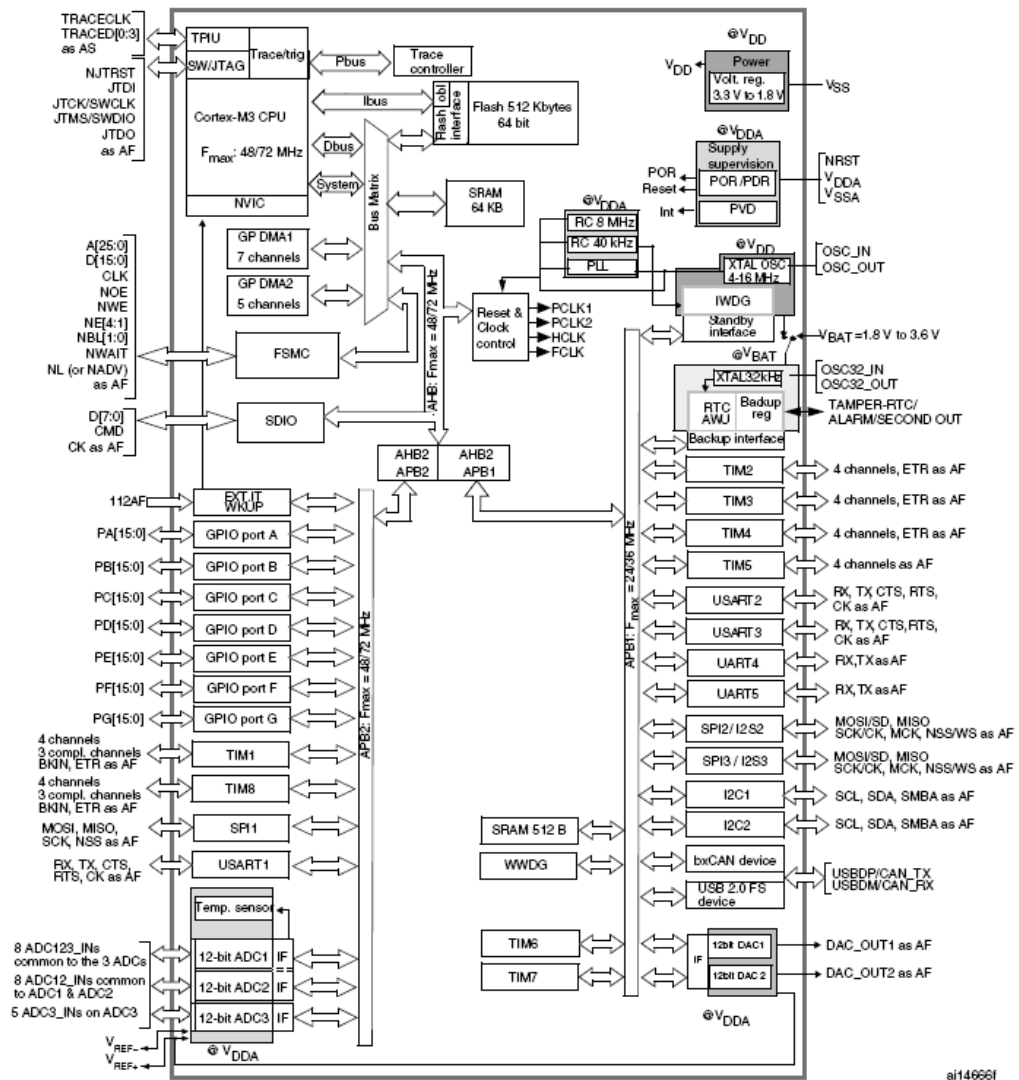 TRACECLK
TRACED[0:3]
as AS
NJTRST
JTDI
JTCK/SWCLK
JTMS/SWDIO
JTDO
as AF
TPIU
SW/JTAG
Trace/trig
Cortex-M3 CPU
Fmax: 48/72 MHz
NVIC
Pbus
Trace
controller
Ibus
Dbus
System
Bus Matrix
Flash obl
interface
Flash 512 Kbytes
64 bit
SRAM
64 KB
GP DMA1
7 channels
GP DMA2
5 channels
@VDD
VDD
Power
Volt. reg.
3.3 V to 1.8 V
VSS
@VDDA
Supply
supervision
POR
Reset
Int
POR /PDR
PVD
NRST
VDDA
VSSA
@VDDA
RC 8 MHz
RC 40 kHz
PLL
@VDD
XTAL OSC
4-16 MHz
OSC_IN
OSC_OUT
IWDG
Standby
interface
VBAT=1.8 V to 3.6 V
Reset &
Clock
control
PCLK1
PCLK2
HCLK
FCLK
@VBAT
XTAL32kHz
OSC32_IN
OSC32_OUT
RTC
AWU
Backup
reg
Backup interface
TAMPER-RTC/
ALARM/SECOND OUT
A[25:0]
D[15:0]
CLK
NOE
NWE
NE[4:1]
NBL[1:0]
NWAIT
NL (or NADV)
as AF
FSMC
D[7:0]
CMD
CK as AF
SDIO
AHB: Fmax = 48/72 MHz
AHB2
APB2
AHB2
APB1
112AF
EXT.IT
WKUP
PA[15:0]
GPIO port A
PB[15:0]
GPIO port B
PC[15:0]
GPIO port C
PD[15:0]
GPIO port D
PE[15:0]
GPIO port E
PF[15:0]
GPIO port F
PG[15:0]
GPIO port G
4 channels
3 compl. channels
BKIN, ETR as AF
TIM1
4 channels
3 compl. channels
BKIN, ETR as AF
TIM8
MOSI, MISO,
SCK, NSS as AF
SPI1
RX, TX, CTS,
RTS, CK as AF
USART1
Temp. sensor
8 ADC123_INs
common to the 3 ADCs
12-bit ADC1
IF
8 ADC12_INs common
to ADC1 & ADC2
12-bit ADC2
IF
5 ADC3_INs on ADC3
12-bit ADC3
IF
VREF-
VREF+
@ VDDA
APB2: Fmax = 48/72 MHz
APB1: Fmax = 24/36 MHz
TIM2
4 channels, ETR as AF
TIM3
4 channels, ETR as AF
TIM4
4 channels, ETR as AF
TIM5
4 channels as AF
USART2
RX, TX, CTS, RTS,
CK as AF
USART3
RX, TX, CTS, RTS,
CK as AF
UART4
RX,TX as AF
UART5
RX, TX as AF
SPI2/ I2S2
MOSI/SD, MISO
SCK/CK, MCK, NSS/WS as AF
SPI3 / I2S3
MOSI/SD, MISO
SCK/CK, MCK, NSS/WS as AF
I2C1
SCL, SDA, SMBA as AF
I2C2
SCL, SDA, SMBA as AF
SRAM 512 B
WWDG
bxCAN device
USB 2.0 FS
device
USBDP/CAN_TX
USBDM/CAN_RX
TIM6
TIM7
IF
12bit DAC1
DAC_OUT1 as AF
12bit DAC 2
DAC_OUT2 as AF
@VDDA
ai14666f